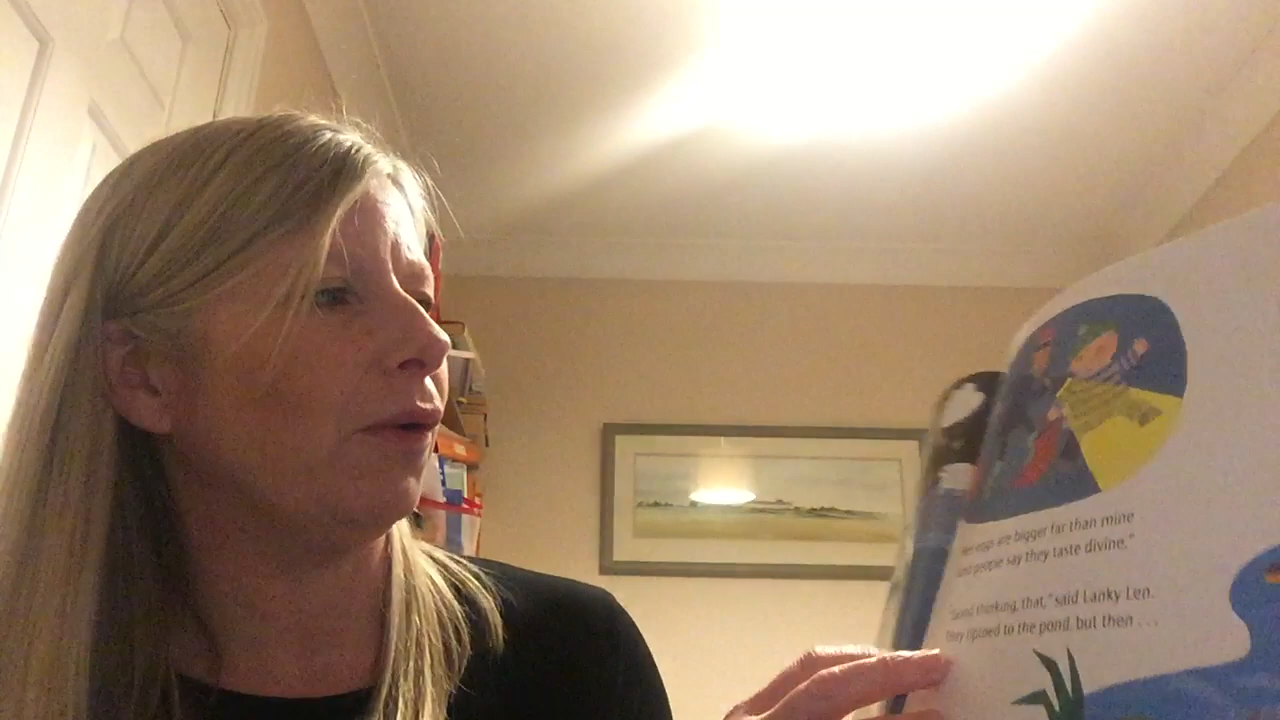 eggs are bigger far than mine
people say they taste divine."
thinking, that," said Lanky Len.
They tiptoed to the pond, but then . . .